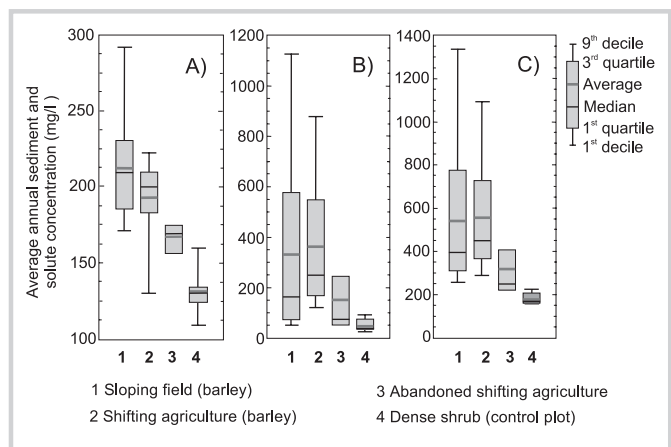 Average annual sediment and
solute concentration (mg/l)
300
250
200
150
100
A)
1 2 3 4
1200
1000
800
600
400
200
0
B)
1 2 3 4
1400
1200
1000
800
600
400
200
0
C)
1 2 3 4
9th decile
3rd quartile
Average
Median
1st quartile
1st decile
1 Sloping field (barley)
2 Shifting agriculture (barley)
3 Abandoned shifting agriculture
4 Dense shrub (control plot)